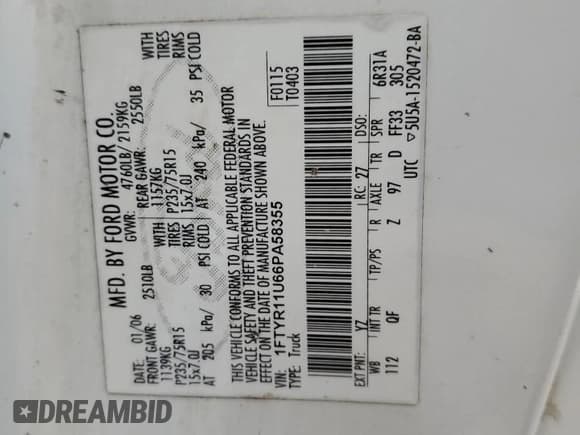 MFD. BY FORD MOTOR CO.
DATE: 01/06
GVWR: 4760LB/ 2159KG
FRONT GAWR: 2510LB
REAR GAWR: 2550LB
1139KG WITH
1157KG WITH
P235/75R15 TIRES
P235/75R15 TIRES
15x7.0J RIMS
15x7.0J RIMS
AT 205 kPa/ 30 PSI COLD
AT 240 kPa/ 35 PSI COLD
THIS VEHICLE CONFORMS TO ALL APPLICABLE FEDERAL MOTOR
VEHICLE SAFETY AND THEFT PREVENTION STANDARDS IN
EFFECT ON THE DATE OF MANUFACTURE SHOWN ABOVE.
VIN: 1FTYR11U66PA58355
TYPE: Truck
F0115
T0403
EXT PNT: YZ RC: 27 DSO:
WB INT TR TP/PS R AXLE TR SPR
112 QF Z 97 D FF33 6R31A
305
UTC ▽5U5A-1520472-BA
DREAMBID